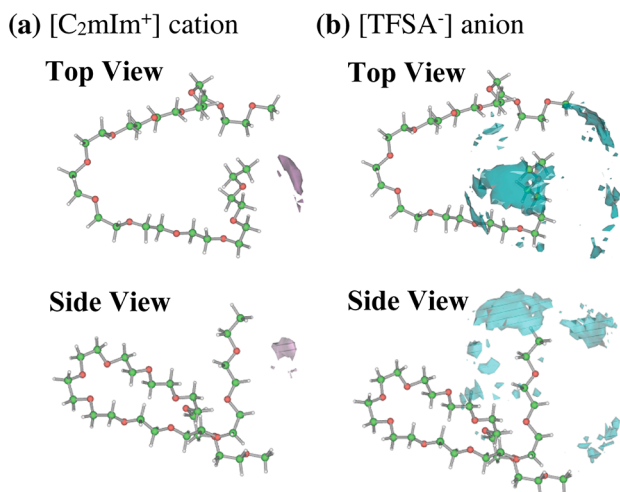 (a) [C₂mIm⁺] cation
(b) [TFSA⁻] anion
Top View
Top View
Side View
Side View